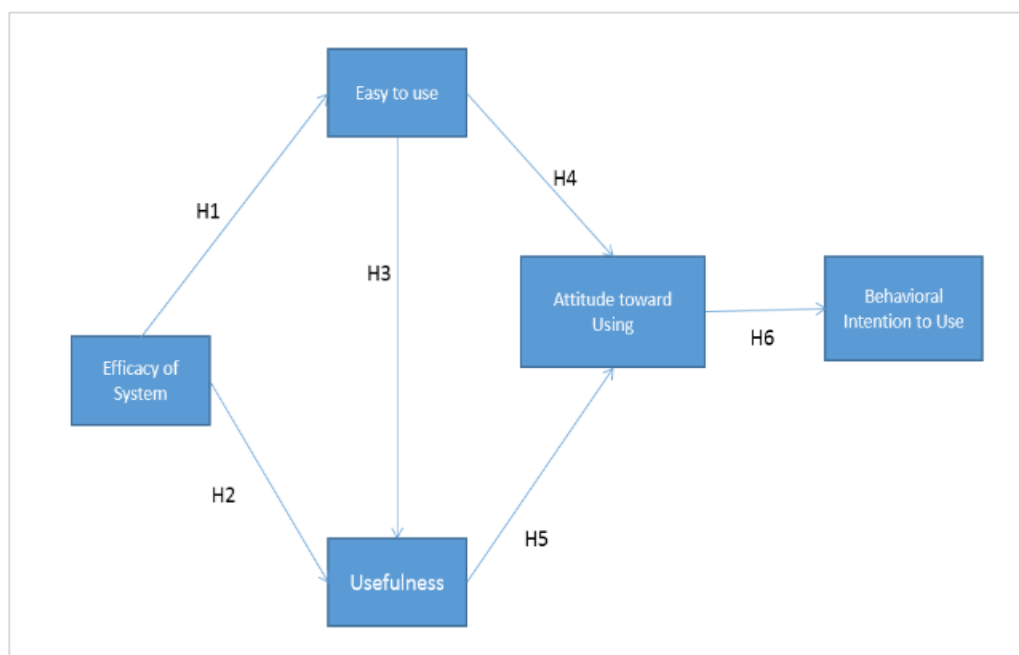 Easy to use
H1
H4
H3
Attitude toward
Using
Behavioral
Intention to Use
H6
Efficacy of
System
H2
H5
Usefulness